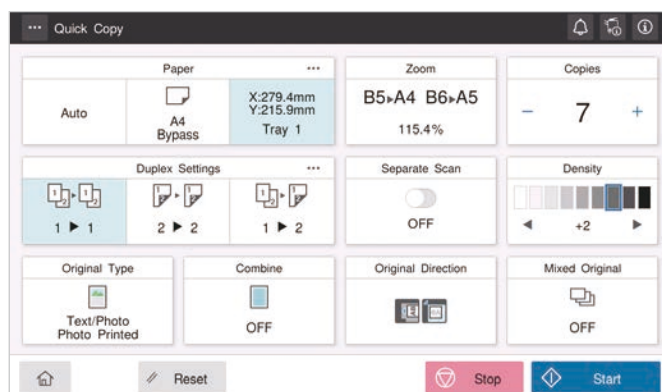 Quick Copy
Paper
Auto
A4
Bypass
X:279.4mm
Y:215.9mm
Tray 1
Zoom
B5▸A4 B6▸A5
115.4%
Copies
− 7 +
Duplex Settings
1 ▶ 1
2 ▶ 2
1 ▶ 2
Separate Scan
OFF
Density
◀ +2 ▶
Original Type
Text/Photo
Photo Printed
Combine
OFF
Original Direction
Mixed Original
OFF
Reset
Stop
Start